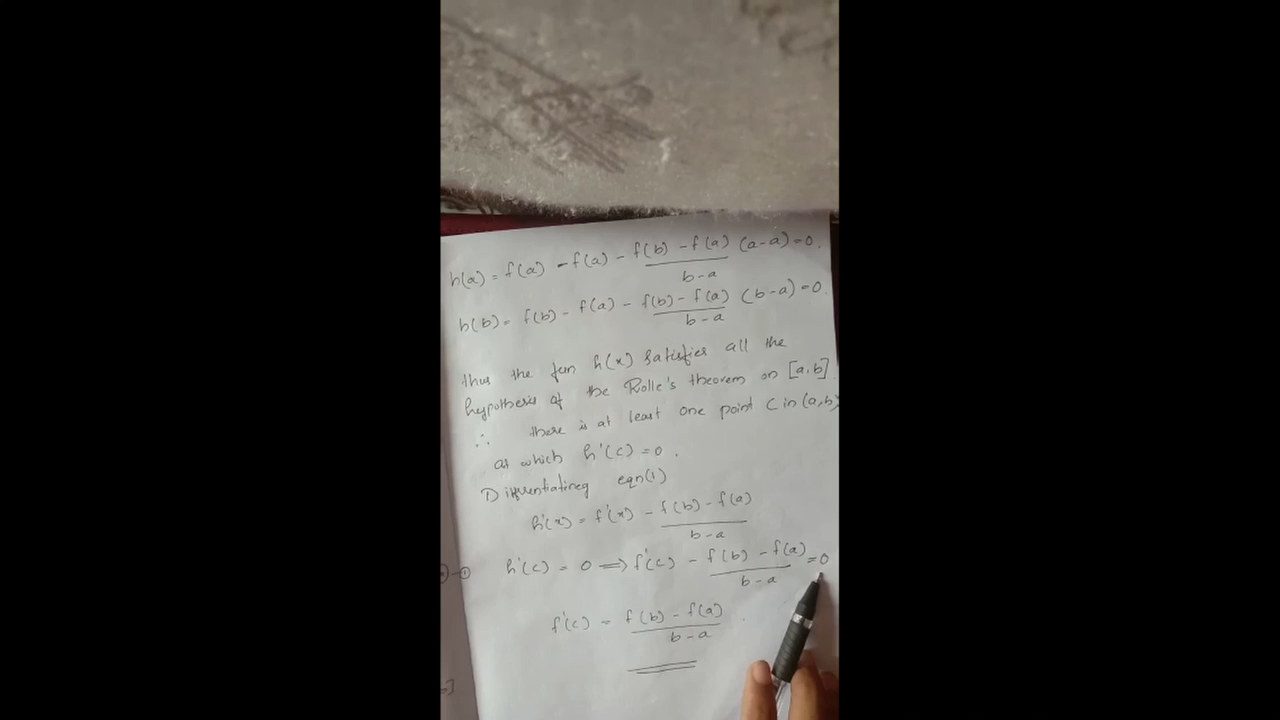 h(a) = f(a) - f(a) - f(b) - f(a) / b-a (a-a) = 0.
h(b) = f(b) - f(a) - f(b) - f(a) / b-a (b-a) = 0.
thus the fun h(x) satisfies all the
hypothesis of the Rolle's theorem on [a,b]
∴ there is at least one point C in (a,b)
at which h'(c) = 0.
Differentiating eqn(1)
h'(x) = f'(x) - f(b) - f(a) / b-a
h'(c) = 0 ⟹ f'(c) - f(b) - f(a) / b-a = 0
f'(c) = f(b) - f(a) / b-a